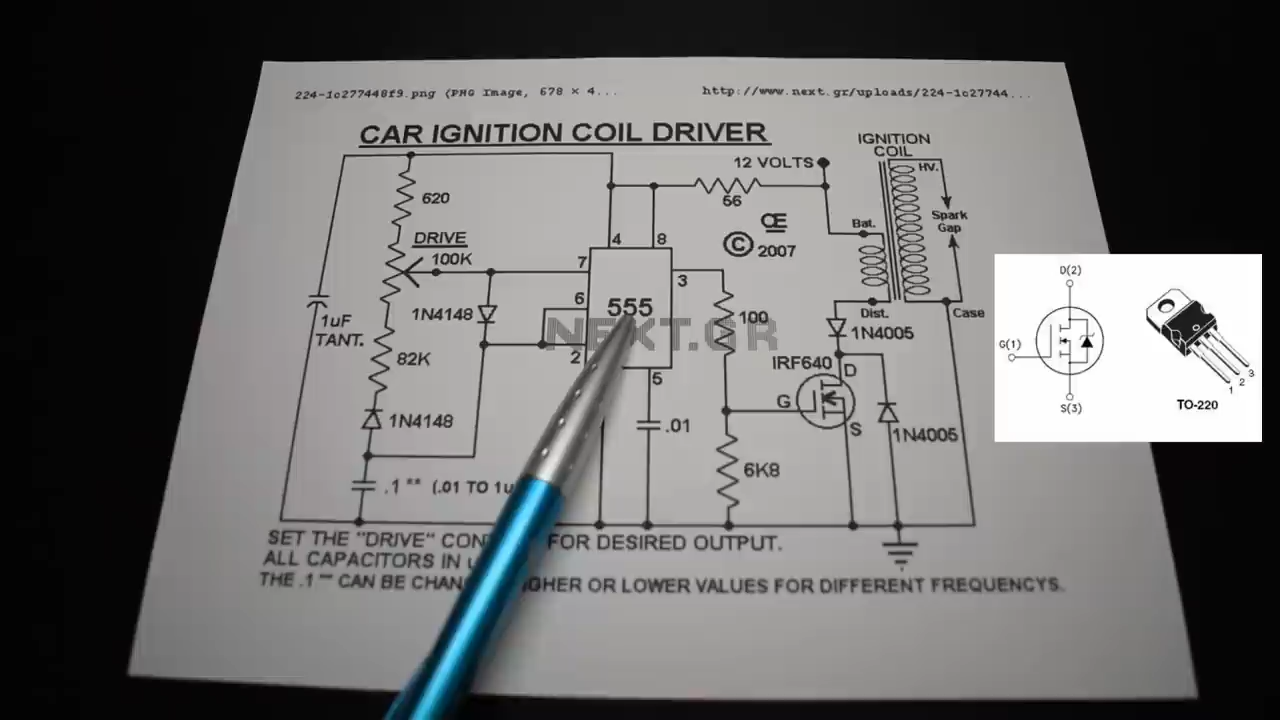 224-1c277448f9.png (PNG Image, 678 × 4...
http://www.next.gr/uploads/224-1c27744...
CAR IGNITION COIL DRIVER
IGNITION
COIL
12 VOLTS
HV.
620
56
Spark
Gap
DRIVE
100K
4
8
Œ
© 2007
Bat.
7
6
3
555
1N4148
1uF
TANT.
NEXT.GR
100
Dist.
Case
1N4005
82K
2
5
IRF640
D
G
S
1N4148
.01
1N4005
6K8
.1 ** (.01 TO 1u
SET THE "DRIVE" CON FOR DESIRED OUTPUT.
ALL CAPACITORS IN u
THE .1 ** CAN BE CHAN GHER OR LOWER VALUES FOR DIFFERENT FREQUENCYS.
D(2)
G(1)
S(3)
1
2
3
TO-220